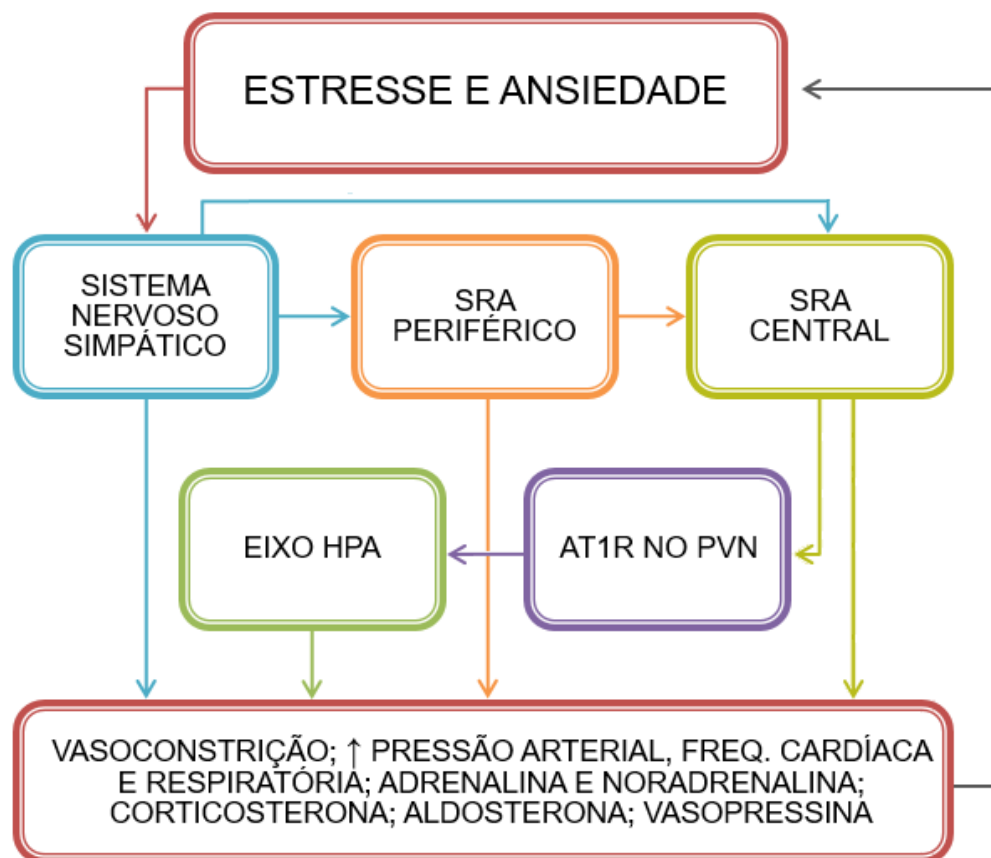 ESTRESSE E ANSIEDADE
SISTEMA
NERVOSO
SIMPÁTICO
SRA
PERIFÉRICO
SRA
CENTRAL
EIXO HPA
AT1R NO PVN
VASOCONSTRIÇÃO; ↑ PRESSÃO ARTERIAL, FREQ. CARDÍACA
E RESPIRATÓRIA; ADRENALINA E NORADRENALINA;
CORTICOSTERONA; ALDOSTERONA; VASOPRESSINA